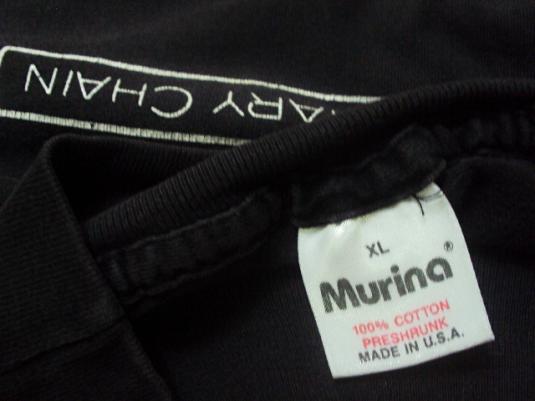 ARY CHAIN
XL
Murina®
100% COTTON
PRESHRUNK
MADE IN U.S.A.